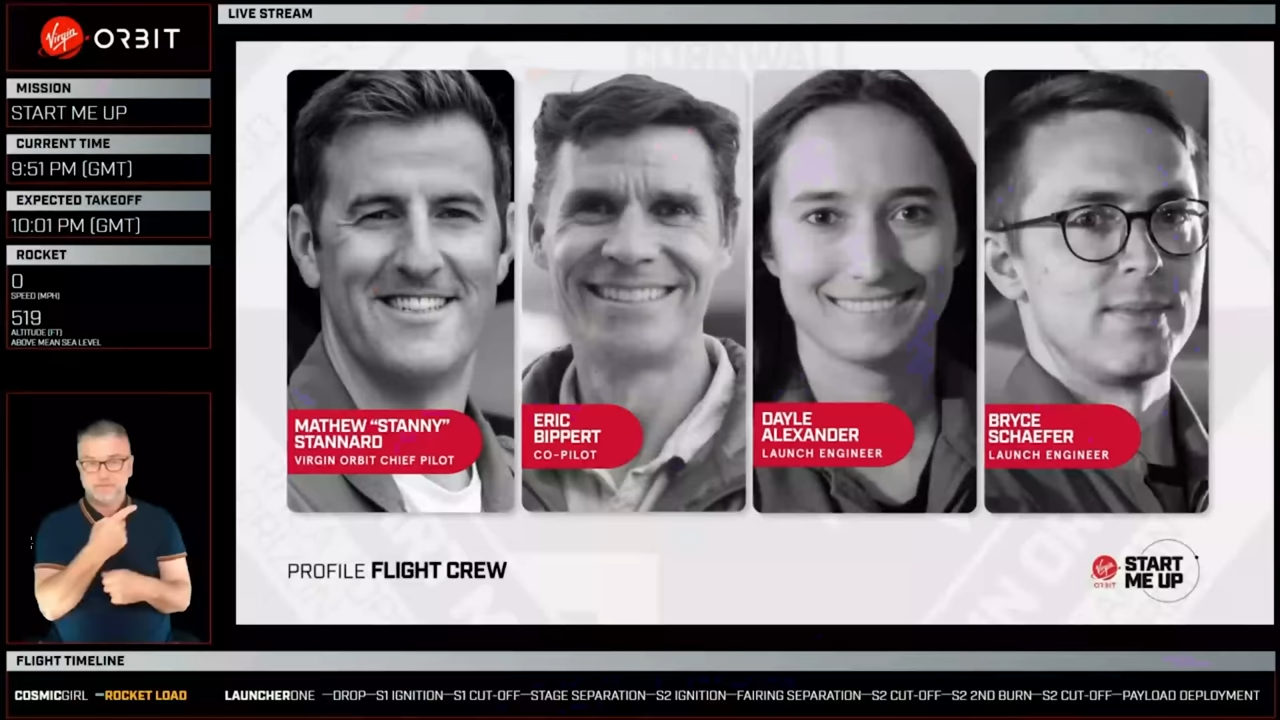 Virgin ORBIT
LIVE STREAM
MISSION
START ME UP
CURRENT TIME
9:51 PM (GMT)
EXPECTED TAKEOFF
10:01 PM (GMT)
ROCKET
0
SPEED (MPH)
519
ALTITUDE (FT)
ABOVE MEAN SEA LEVEL
CORNWALL
MATHEW “STANNY”
STANNARD
VIRGIN ORBIT CHIEF PILOT
ERIC
BIPPERT
CO-PILOT
DAYLE
ALEXANDER
LAUNCH ENGINEER
BRYCE
SCHAEFER
LAUNCH ENGINEER
PROFILE FLIGHT CREW
Virgin
ORBIT
START
ME UP
FLIGHT TIMELINE
COSMICGIRL —ROCKET LOAD
LAUNCHERONE —DROP—S1 IGNITION—S1 CUT-OFF—STAGE SEPARATION—S2 IGNITION—FAIRING SEPARATION—S2 CUT-OFF—S2 2ND BURN—S2 CUT-OFF—PAYLOAD DEPLOYMENT